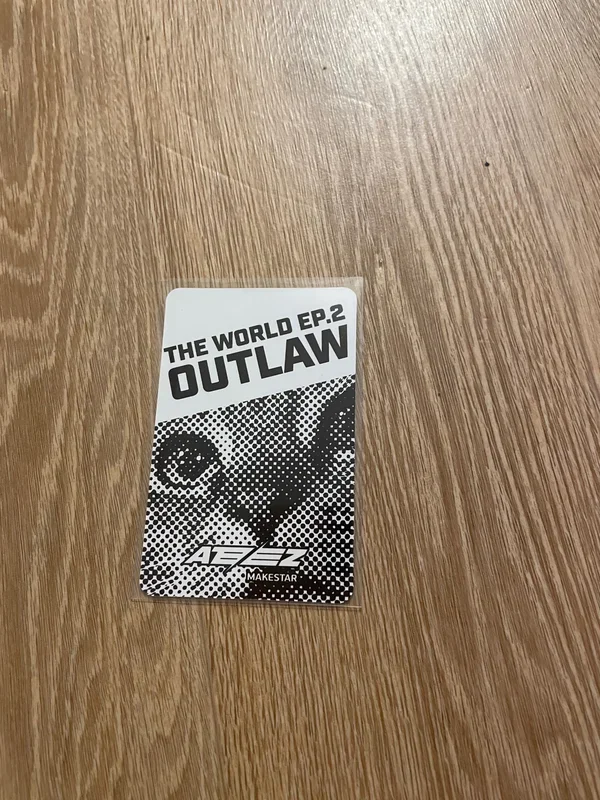 THE WORLD EP.2
OUTLAW
ATEEZ
MAKESTAR